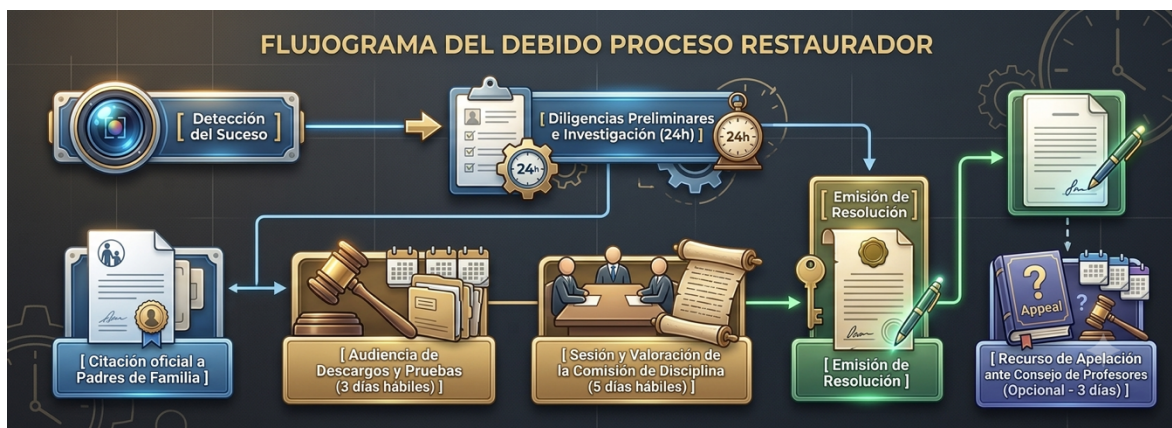 FLUJOGRAMA DEL DEBIDO PROCESO RESTAURADOR
[ Detección
del Suceso ]
[ Diligencias Preliminares
e Investigación (24h) ]
24h
24h
[ Emisión de
Resolución ]
[ Citación oficial a
Padres de Familia ]
[ Audiencia de
Descargos y Pruebas
(3 días hábiles) ]
[ Sesión y Valoración de
la Comisión de Disciplina
(5 días hábiles) ]
[ Emisión de
Resolución ]
?
Appeal
?
[ Recurso de Apelación
ante Consejo de Profesores
(Opcional - 3 días) ]